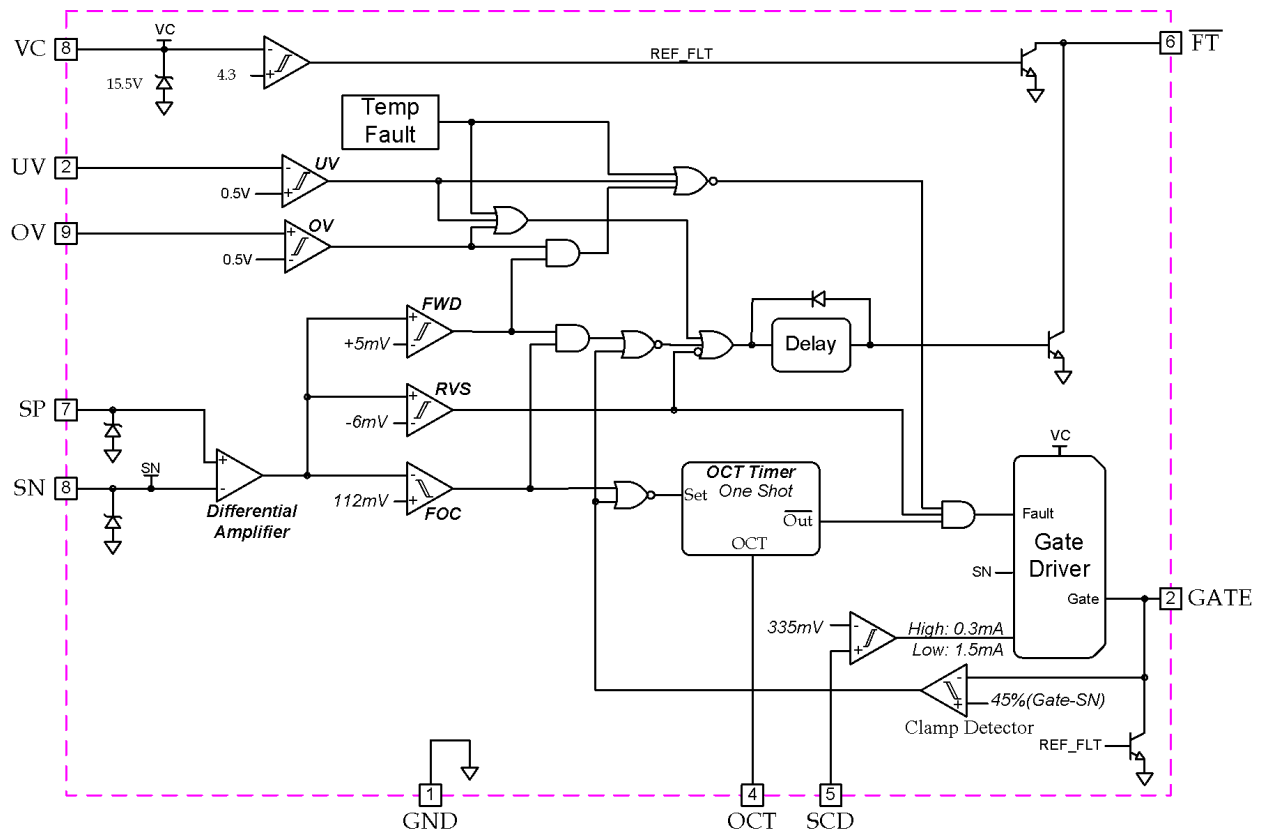 VC
8
VC
15.5V
-
+
4.3
REF_FLT
6
FT
Temp
Fault
UV
2
-
+
UV
0.5V
OV
9
+
-
OV
0.5V
FWD
+
-
+5mV
Delay
RVS
+
-
-6mV
SP
7
SN
8
SN
+
-
Differential
Amplifier
-
+
112mV
FOC
OCT Timer
One Shot
Set
Out
OCT
VC
Fault
Gate
Driver
SN
Gate
2
GATE
335mV
-
+
High: 0.3mA
Low: 1.5mA
-
+
45%(Gate-SN)
Clamp Detector
REF_FLT
1
GND
4
OCT
5
SCD